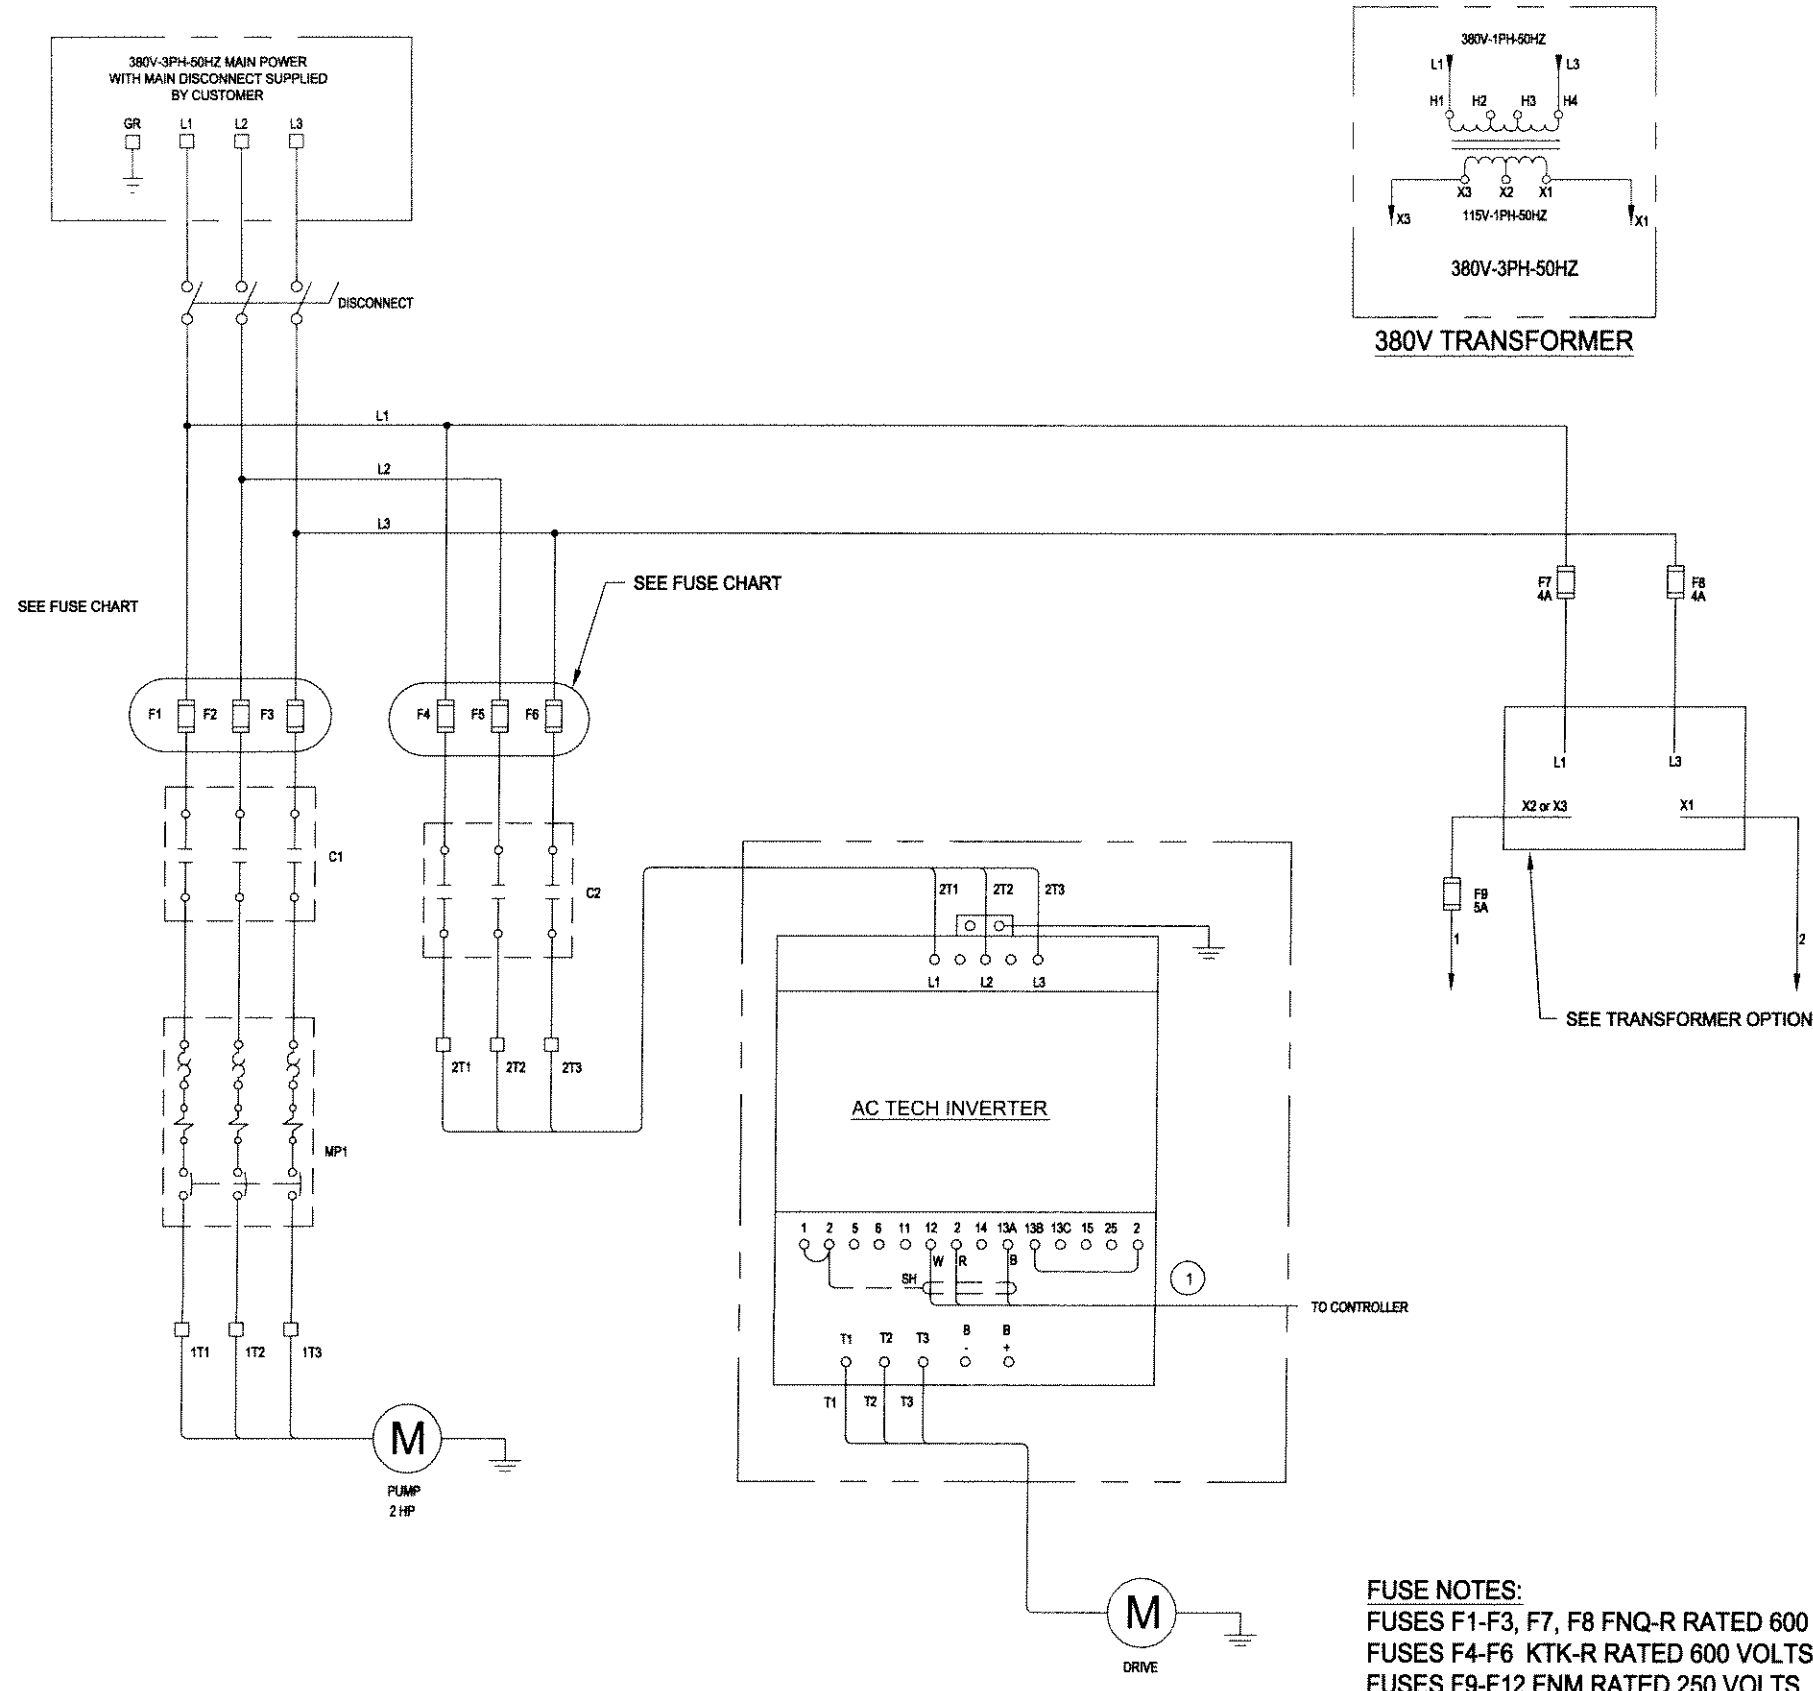 380V-3PH-50HZ MAIN POWER
WITH MAIN DISCONNECT SUPPLIED
BY CUSTOMER
GR L1 L2 L3
DISCONNECT
380V-1PH-50HZ
L1 L3
H1 H2 H3 H4
X3 X2 X1
X3 115V-1PH-50HZ X1
380V-3PH-50HZ
380V TRANSFORMER
L1
L2
L3
SEE FUSE CHART
SEE FUSE CHART
F7
4A
F8
4A
F1 F2 F3
F4 F5 F6
L1 L3
X2 or X3 X1
C1
C2
F9
5A
1
2
SEE TRANSFORMER OPTION
2T1 2T2 2T3
L1 L2 L3
2T1 2T2 2T3
AC TECH INVERTER
MP1
1 2 5 6 11 12 2 14 13A 13B 13C 15 25 2
W R B
SH
1
TO CONTROLLER
T1 T2 T3 B - B +
T1 T2 T3
1T1 1T2 1T3
M
PUMP
2 HP
M
DRIVE
FUSE NOTES:
FUSES F1-F3, F7, F8 FNQ-R RATED 600
FUSES F4-F6 KTK-R RATED 600 VOLTS
FUSES F9-F12 FNM RATED 250 VOLTS